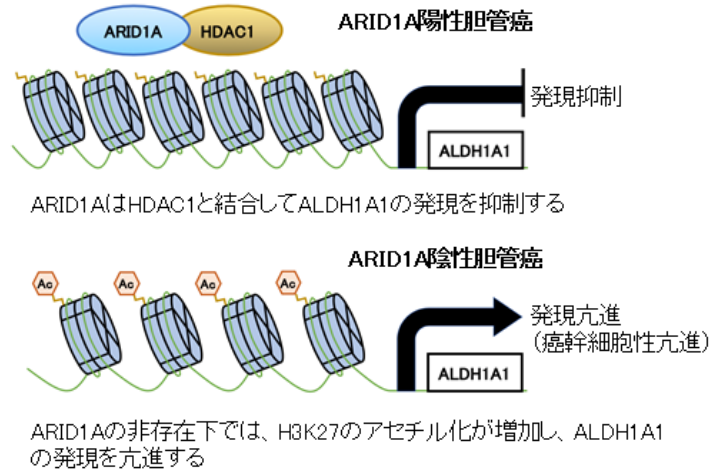 ARID1A HDAC1 ARID1A陽性胆管癌
発現抑制
ALDH1A1
ARID1AはHDAC1と結合してALDH1A1の発現を抑制する
ARID1A陰性胆管癌
Ac Ac Ac Ac
発現亢進
(癌幹細胞性亢進)
ALDH1A1
ARID1Aの非存在下では、H3K27のアセチル化が増加し、ALDH1A1
の発現を亢進する